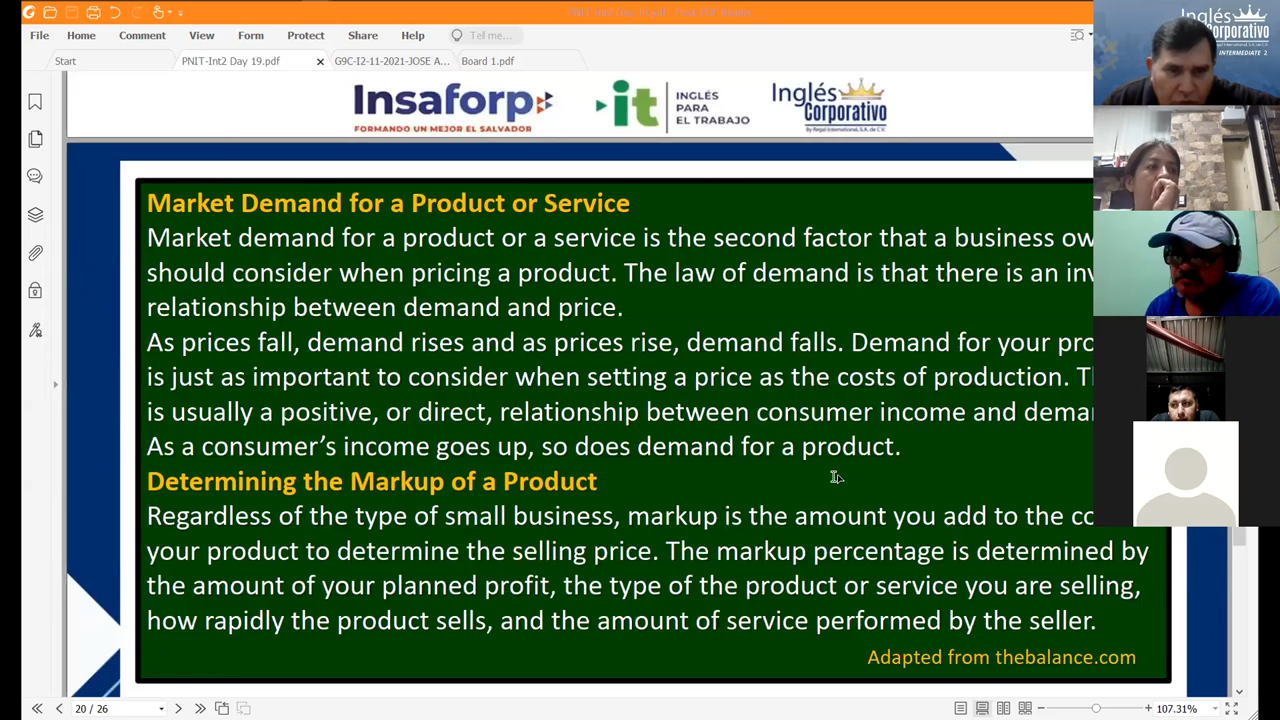 PNIT-Int2 Day 19.pdf - Foxit PDF Reader
File Home Comment View Form Protect Share Help Tell me...
Start PNIT-Int2 Day 19.pdf G9C-I2-11-2021-JOSE A... Board 1.pdf
Inglés
Corporativo
INTERMEDIATE 2
Insaforp
FORMANDO UN MEJOR EL SALVADOR
it
INGLÉS
PARA
EL TRABAJO
Inglés
Corporativo
by Regal International, S.A. de C.V.
Market Demand for a Product or Service
Market demand for a product or a service is the second factor that a business ow
should consider when pricing a product. The law of demand is that there is an inv
relationship between demand and price.
As prices fall, demand rises and as prices rise, demand falls. Demand for your pro
is just as important to consider when setting a price as the costs of production. Th
is usually a positive, or direct, relationship between consumer income and dema
As a consumer’s income goes up, so does demand for a product.
Determining the Markup of a Product
Regardless of the type of small business, markup is the amount you add to the co
your product to determine the selling price. The markup percentage is determined by
the amount of your planned profit, the type of the product or service you are selling,
how rapidly the product sells, and the amount of service performed by the seller.
Adapted from thebalance.com
20 / 26
107.31%